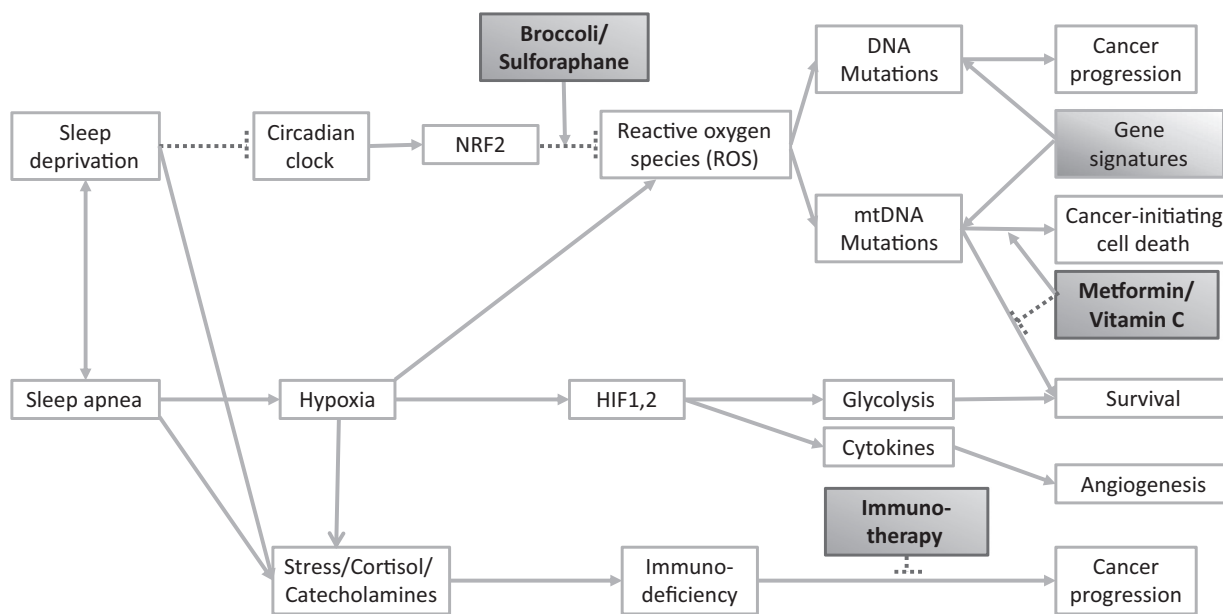 Broccoli/
Sulforaphane
DNA
Mutations
Cancer
progression
Sleep
deprivation
Circadian
clock
NRF2
Reactive oxygen
species (ROS)
Gene
signatures
mtDNA
Mutations
Cancer-initiating
cell death
Metformin/
Vitamin C
Sleep apnea
Hypoxia
HIF1,2
Glycolysis
Survival
Cytokines
Angiogenesis
Immuno-
therapy
Stress/Cortisol/
Catecholamines
Immuno-
deficiency
Cancer
progression